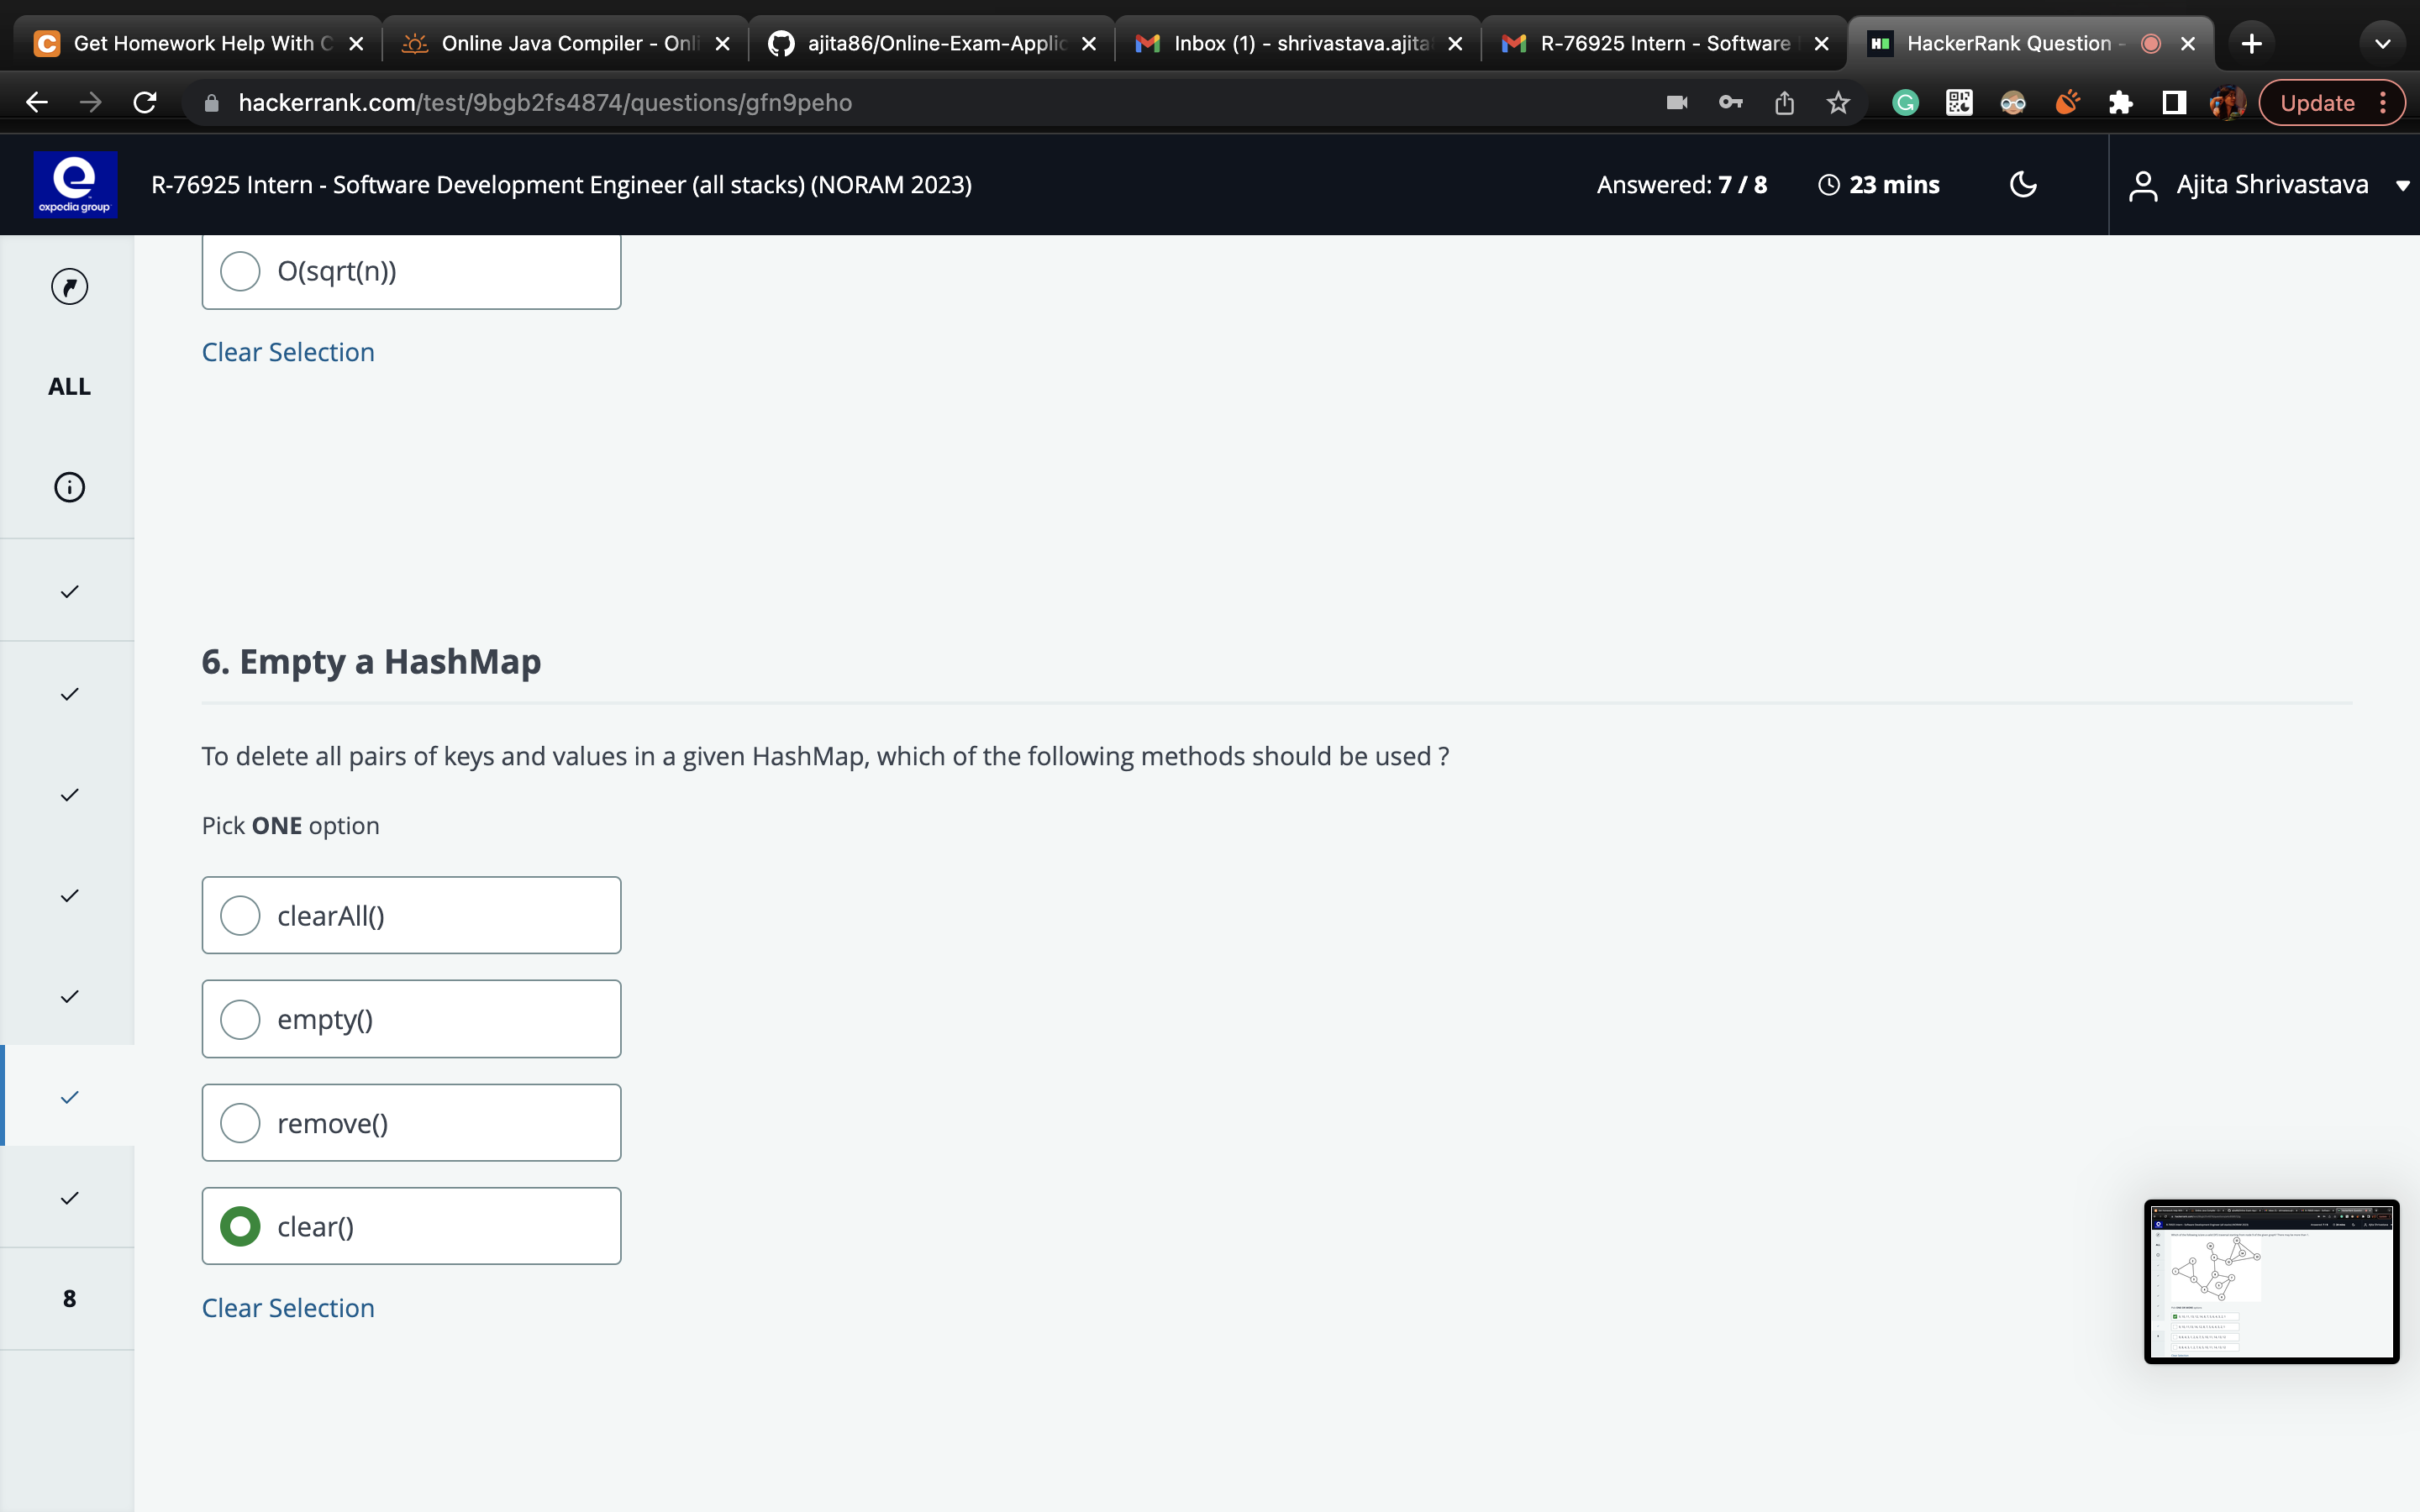 Get Homework Help With C
Online Java Compiler - Onli
ajita86/Online-Exam-Applic
Inbox (1) - shrivastava.ajita
R-76925 Intern - Software
HackerRank Question -
hackerrank.com/test/9bgb2fs4874/questions/gfn9peho
Update
expedia group
R-76925 Intern - Software Development Engineer (all stacks) (NORAM 2023)
Answered: 7 / 8
23 mins
Ajita Shrivastava
O(sqrt(n))
Clear Selection
ALL
6. Empty a HashMap
To delete all pairs of keys and values in a given HashMap, which of the following methods should be used ?
Pick ONE option
clearAll()
empty()
remove()
clear()
8
Clear Selection